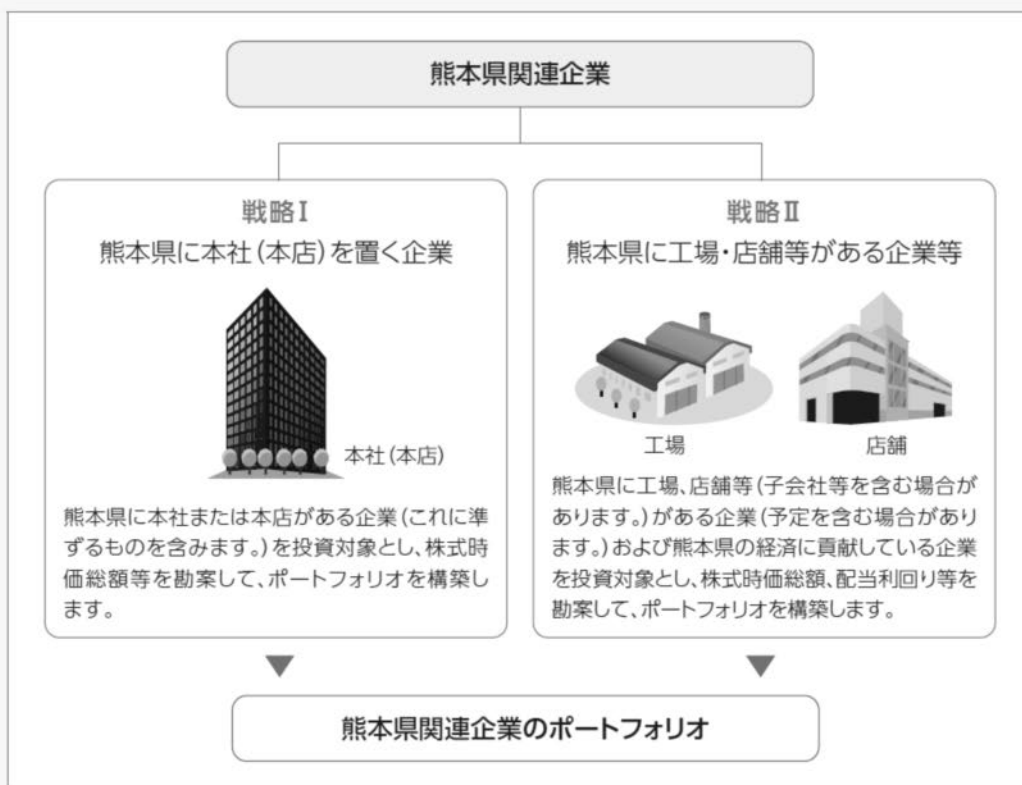 熊本県関連企業
戦略Ⅰ
熊本県に本社(本店)を置く企業
本社(本店)
熊本県に本社または本店がある企業(これに準
ずるものを含みます。)を投資対象とし、株式時
価総額等を勘案して、ポートフォリオを構築し
ます。
戦略Ⅱ
熊本県に工場・店舗等がある企業等
工場
店舗
熊本県に工場、店舗等(子会社等を含む場合が
あります。)がある企業(予定を含む場合があり
ます。)および熊本県の経済に貢献している企業
を投資対象とし、株式時価総額、配当利回り等を
勘案して、ポートフォリオを構築します。
熊本県関連企業のポートフォリオ